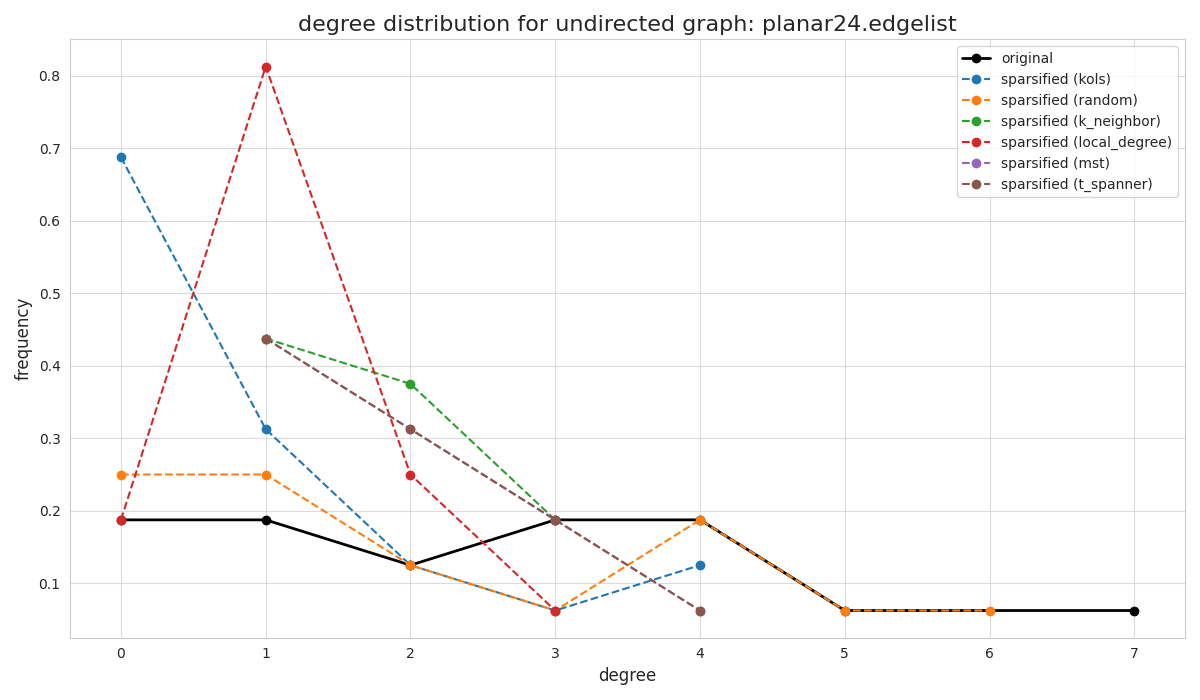 degree distribution for undirected graph: planar24.edgelist
original
sparsified (kols)
sparsified (random)
sparsified (k_neighbor)
sparsified (local_degree)
sparsified (mst)
sparsified (t_spanner)
frequency
0.8
0.7
0.6
0.5
0.4
0.3
0.2
0.1
0 1 2 3 4 5 6 7
degree